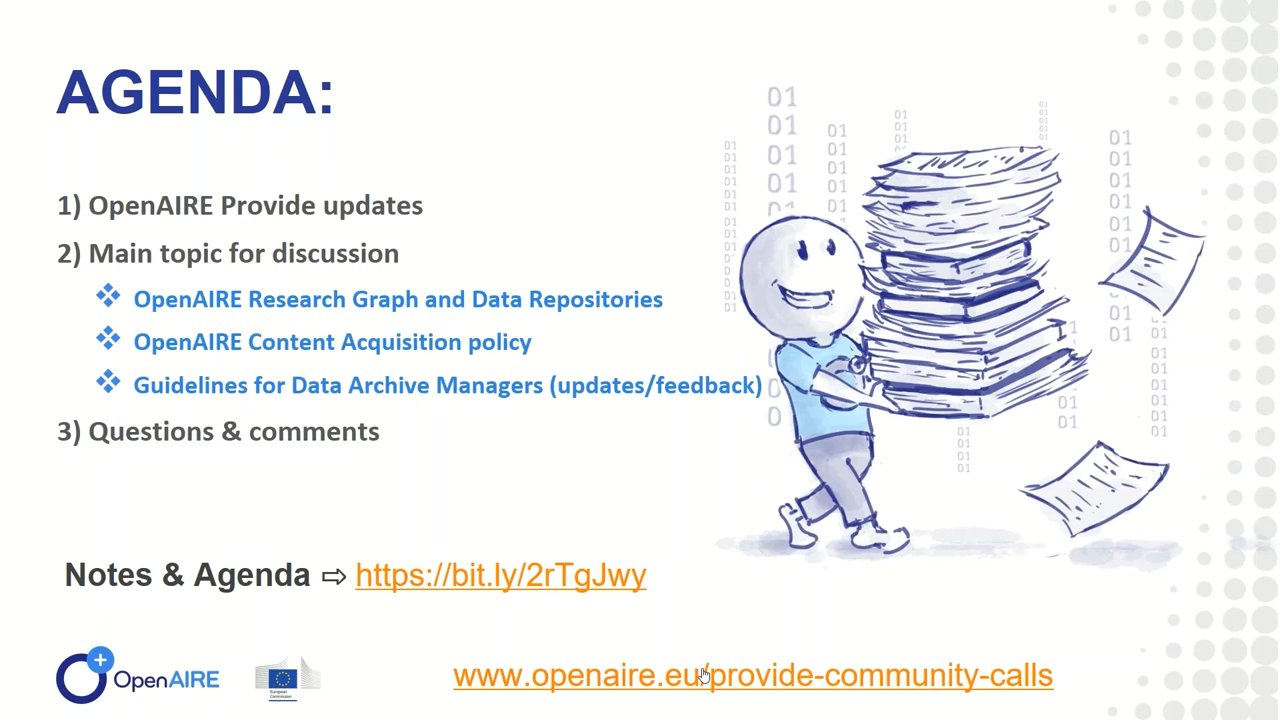 AGENDA:
1) OpenAIRE Provide updates
2) Main topic for discussion
❖ OpenAIRE Research Graph and Data Repositories
❖ OpenAIRE Content Acquisition policy
❖ Guidelines for Data Archive Managers (updates/feedback)
3) Questions & comments
Notes & Agenda ⇨ https://bit.ly/2rTgJwy
OpenAIRE
European
Commission
www.openaire.eu/provide-community-calls